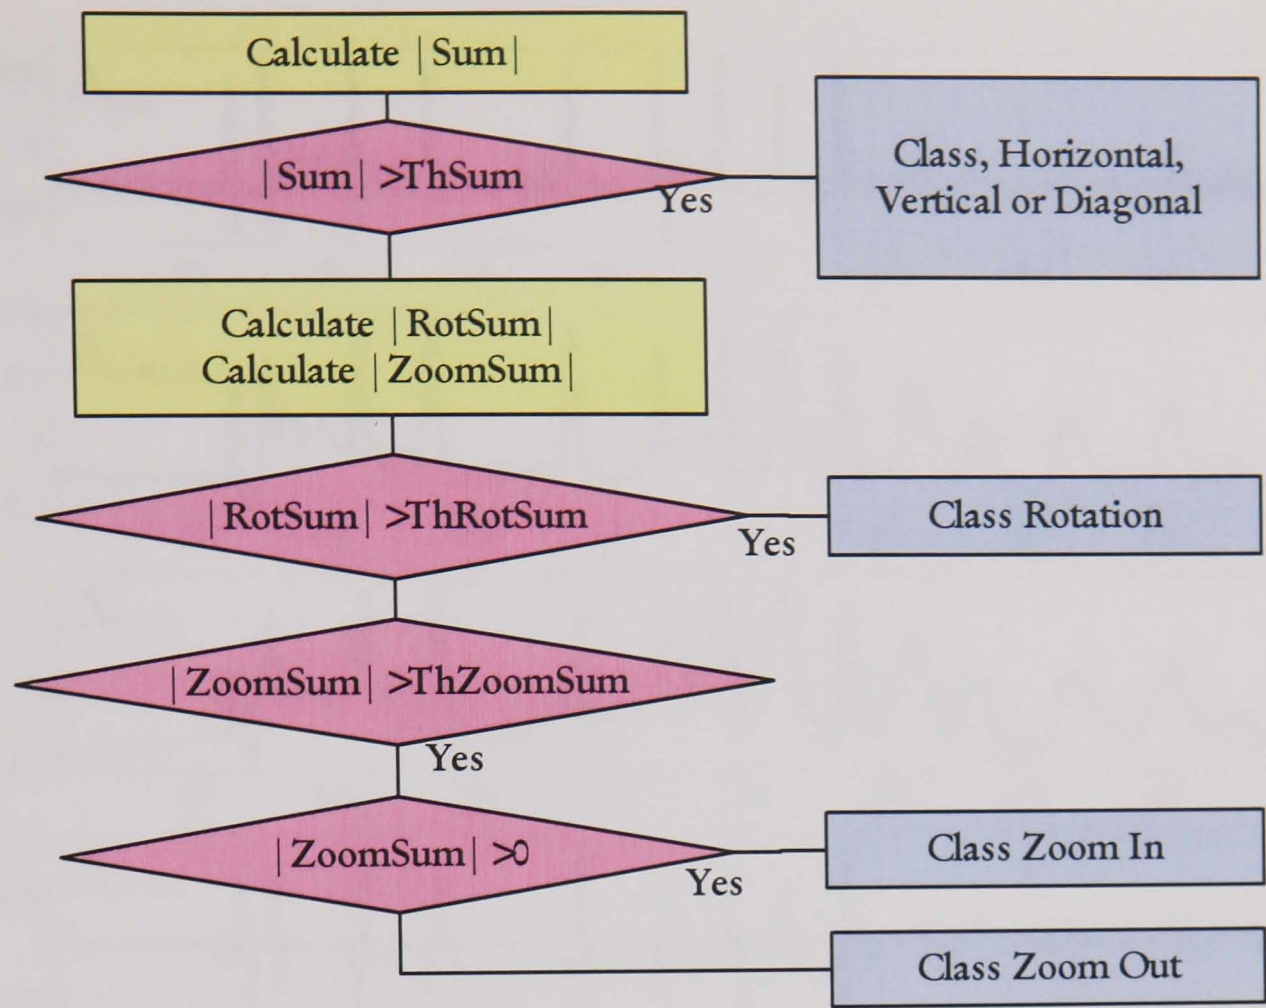 Calculate |Sum|
|Sum| >ThSum
Yes
Class, Horizontal,
Vertical or Diagonal
Calculate |RotSum|
Calculate |ZoomSum|
|RotSum| >ThRotSum
Yes
Class Rotation
|ZoomSum| >ThZoomSum
Yes
|ZoomSum| >0
Yes
Class Zoom In
Class Zoom Out